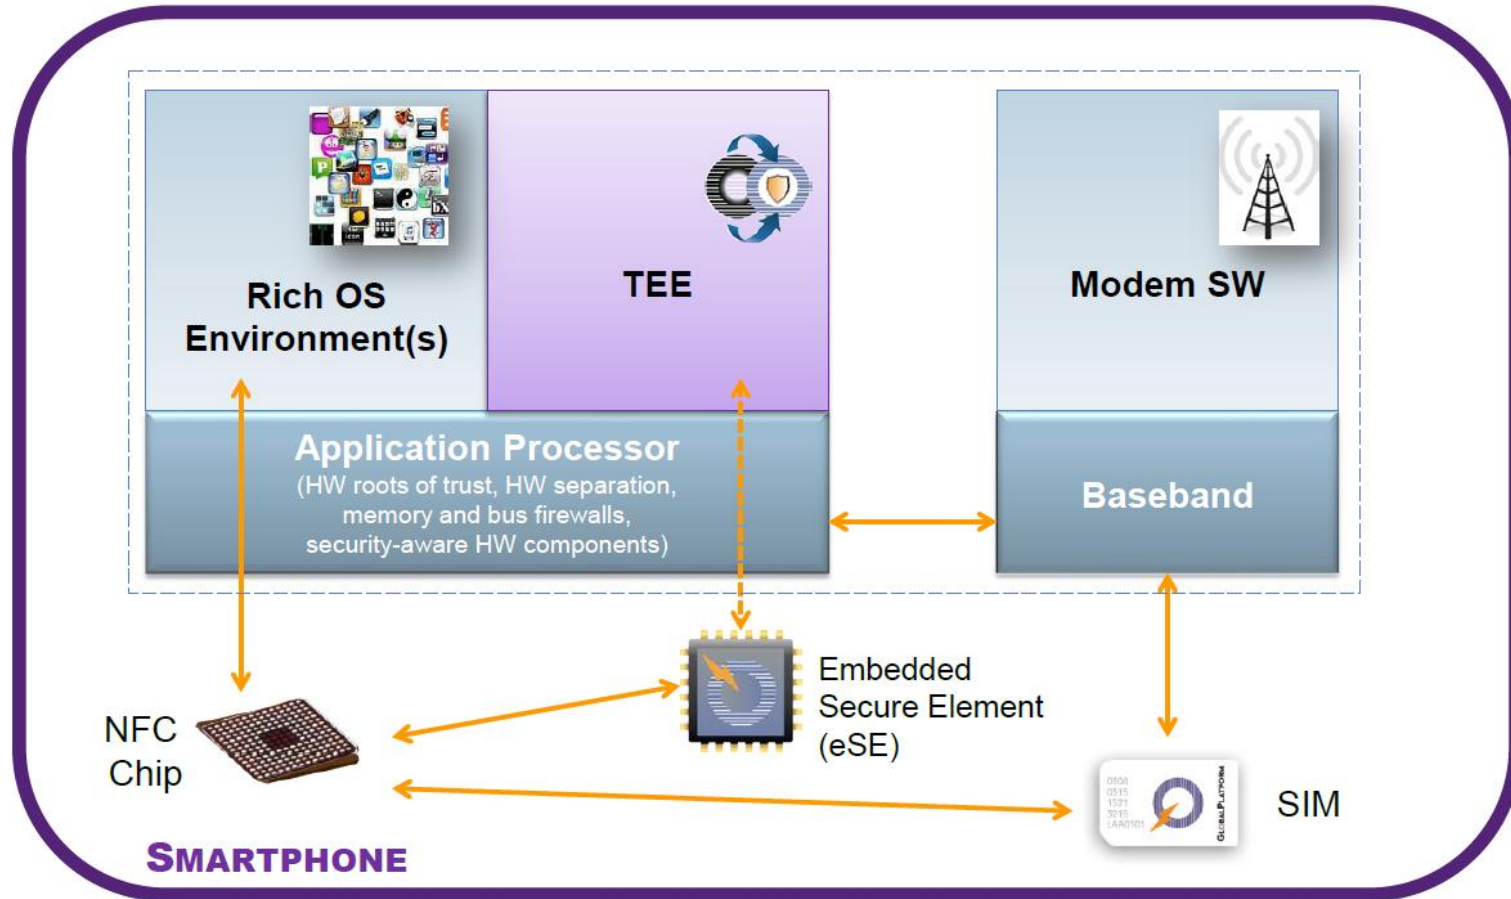 Rich OS
Environment(s)
TEE
Modem SW
Application Processor
(HW roots of trust, HW separation,
memory and bus firewalls,
security-aware HW components)
Baseband
NFC
Chip
Embedded
Secure Element
(eSE)
SIM
GLOBALPLATFORM
SMARTPHONE